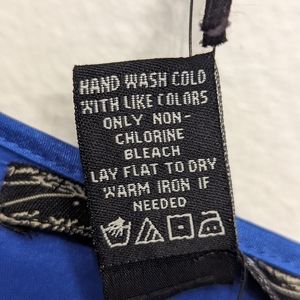 HAND WASH COLD
WITH LIKE COLORS
ONLY NON-
CHLORINE
BLEACH
LAY FLAT TO DRY
WARM IRON IF
NEEDED